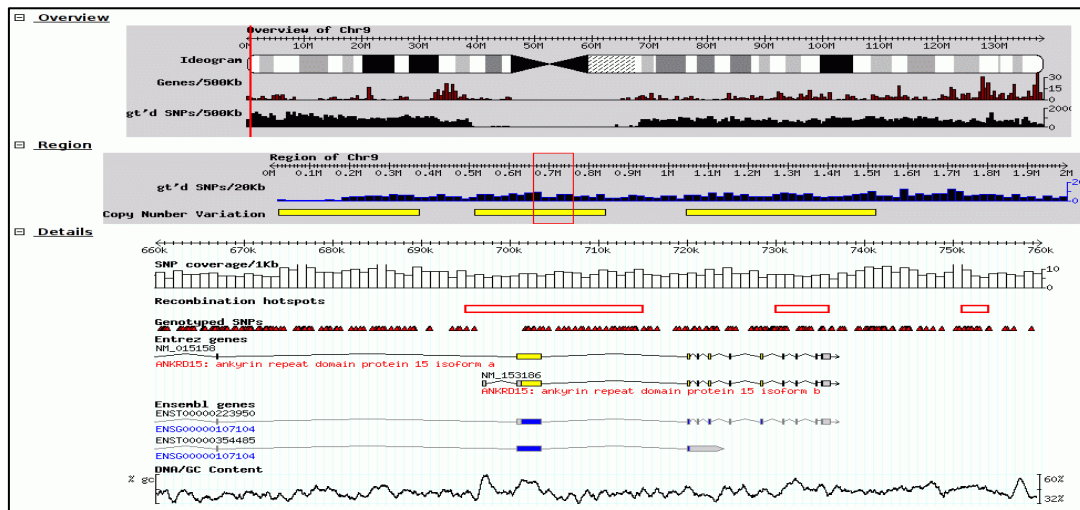 Overview
Overview of Chr9
0M 10M 20M 30M 40M 50M 60M 70M 80M 90M 100M 110M 120M 130M
Ideogram
Genes/500Kb
30
15
0
gt'd SNPs/500Kb
2000
0
Region
Region of Chr9
0M 0.1M 0.2M 0.3M 0.4M 0.5M 0.6M 0.7M 0.8M 0.9M 1M 1.1M 1.2M 1.3M 1.4M 1.5M 1.6M 1.7M 1.8M 1.9M 2M
gt'd SNPs/20Kb
0
Copy Number Variation
Details
660k 670k 680k 690k 700k 710k 720k 730k 740k 750k 760k
SNP coverage/1Kb
10
0
Recombination hotspots
Genotyped SNPs
Entrez genes
NM_015158
ANKRD15: ankyrin repeat domain protein 15 isoform a
NM_153186
ANKRD15: ankyrin repeat domain protein 15 isoform b
Ensembl genes
ENST00000223950
ENSG00000107104
ENST00000354485
ENSG00000107104
DNA/GC Content
% gc
60%
32%